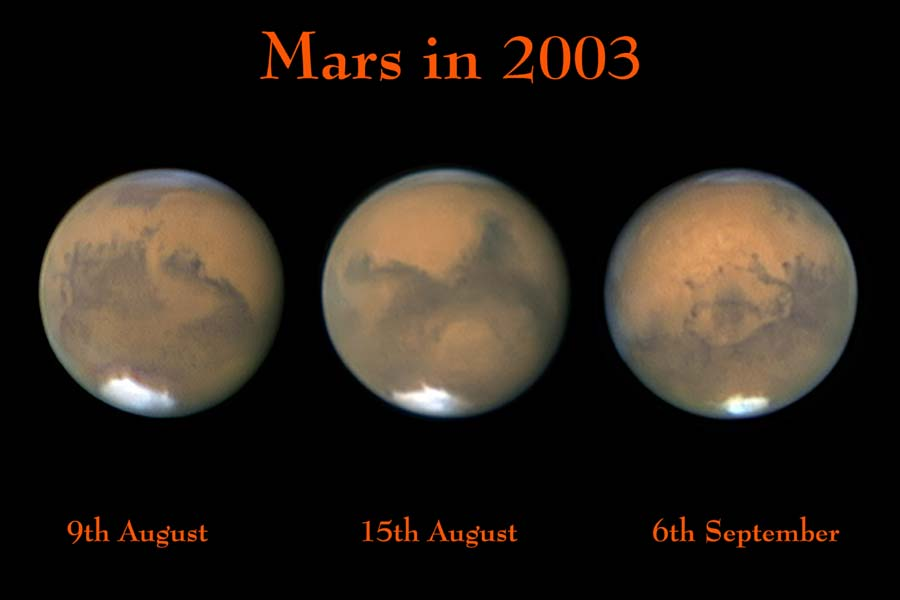 Mars in 2003
9th August
15th August
6th September